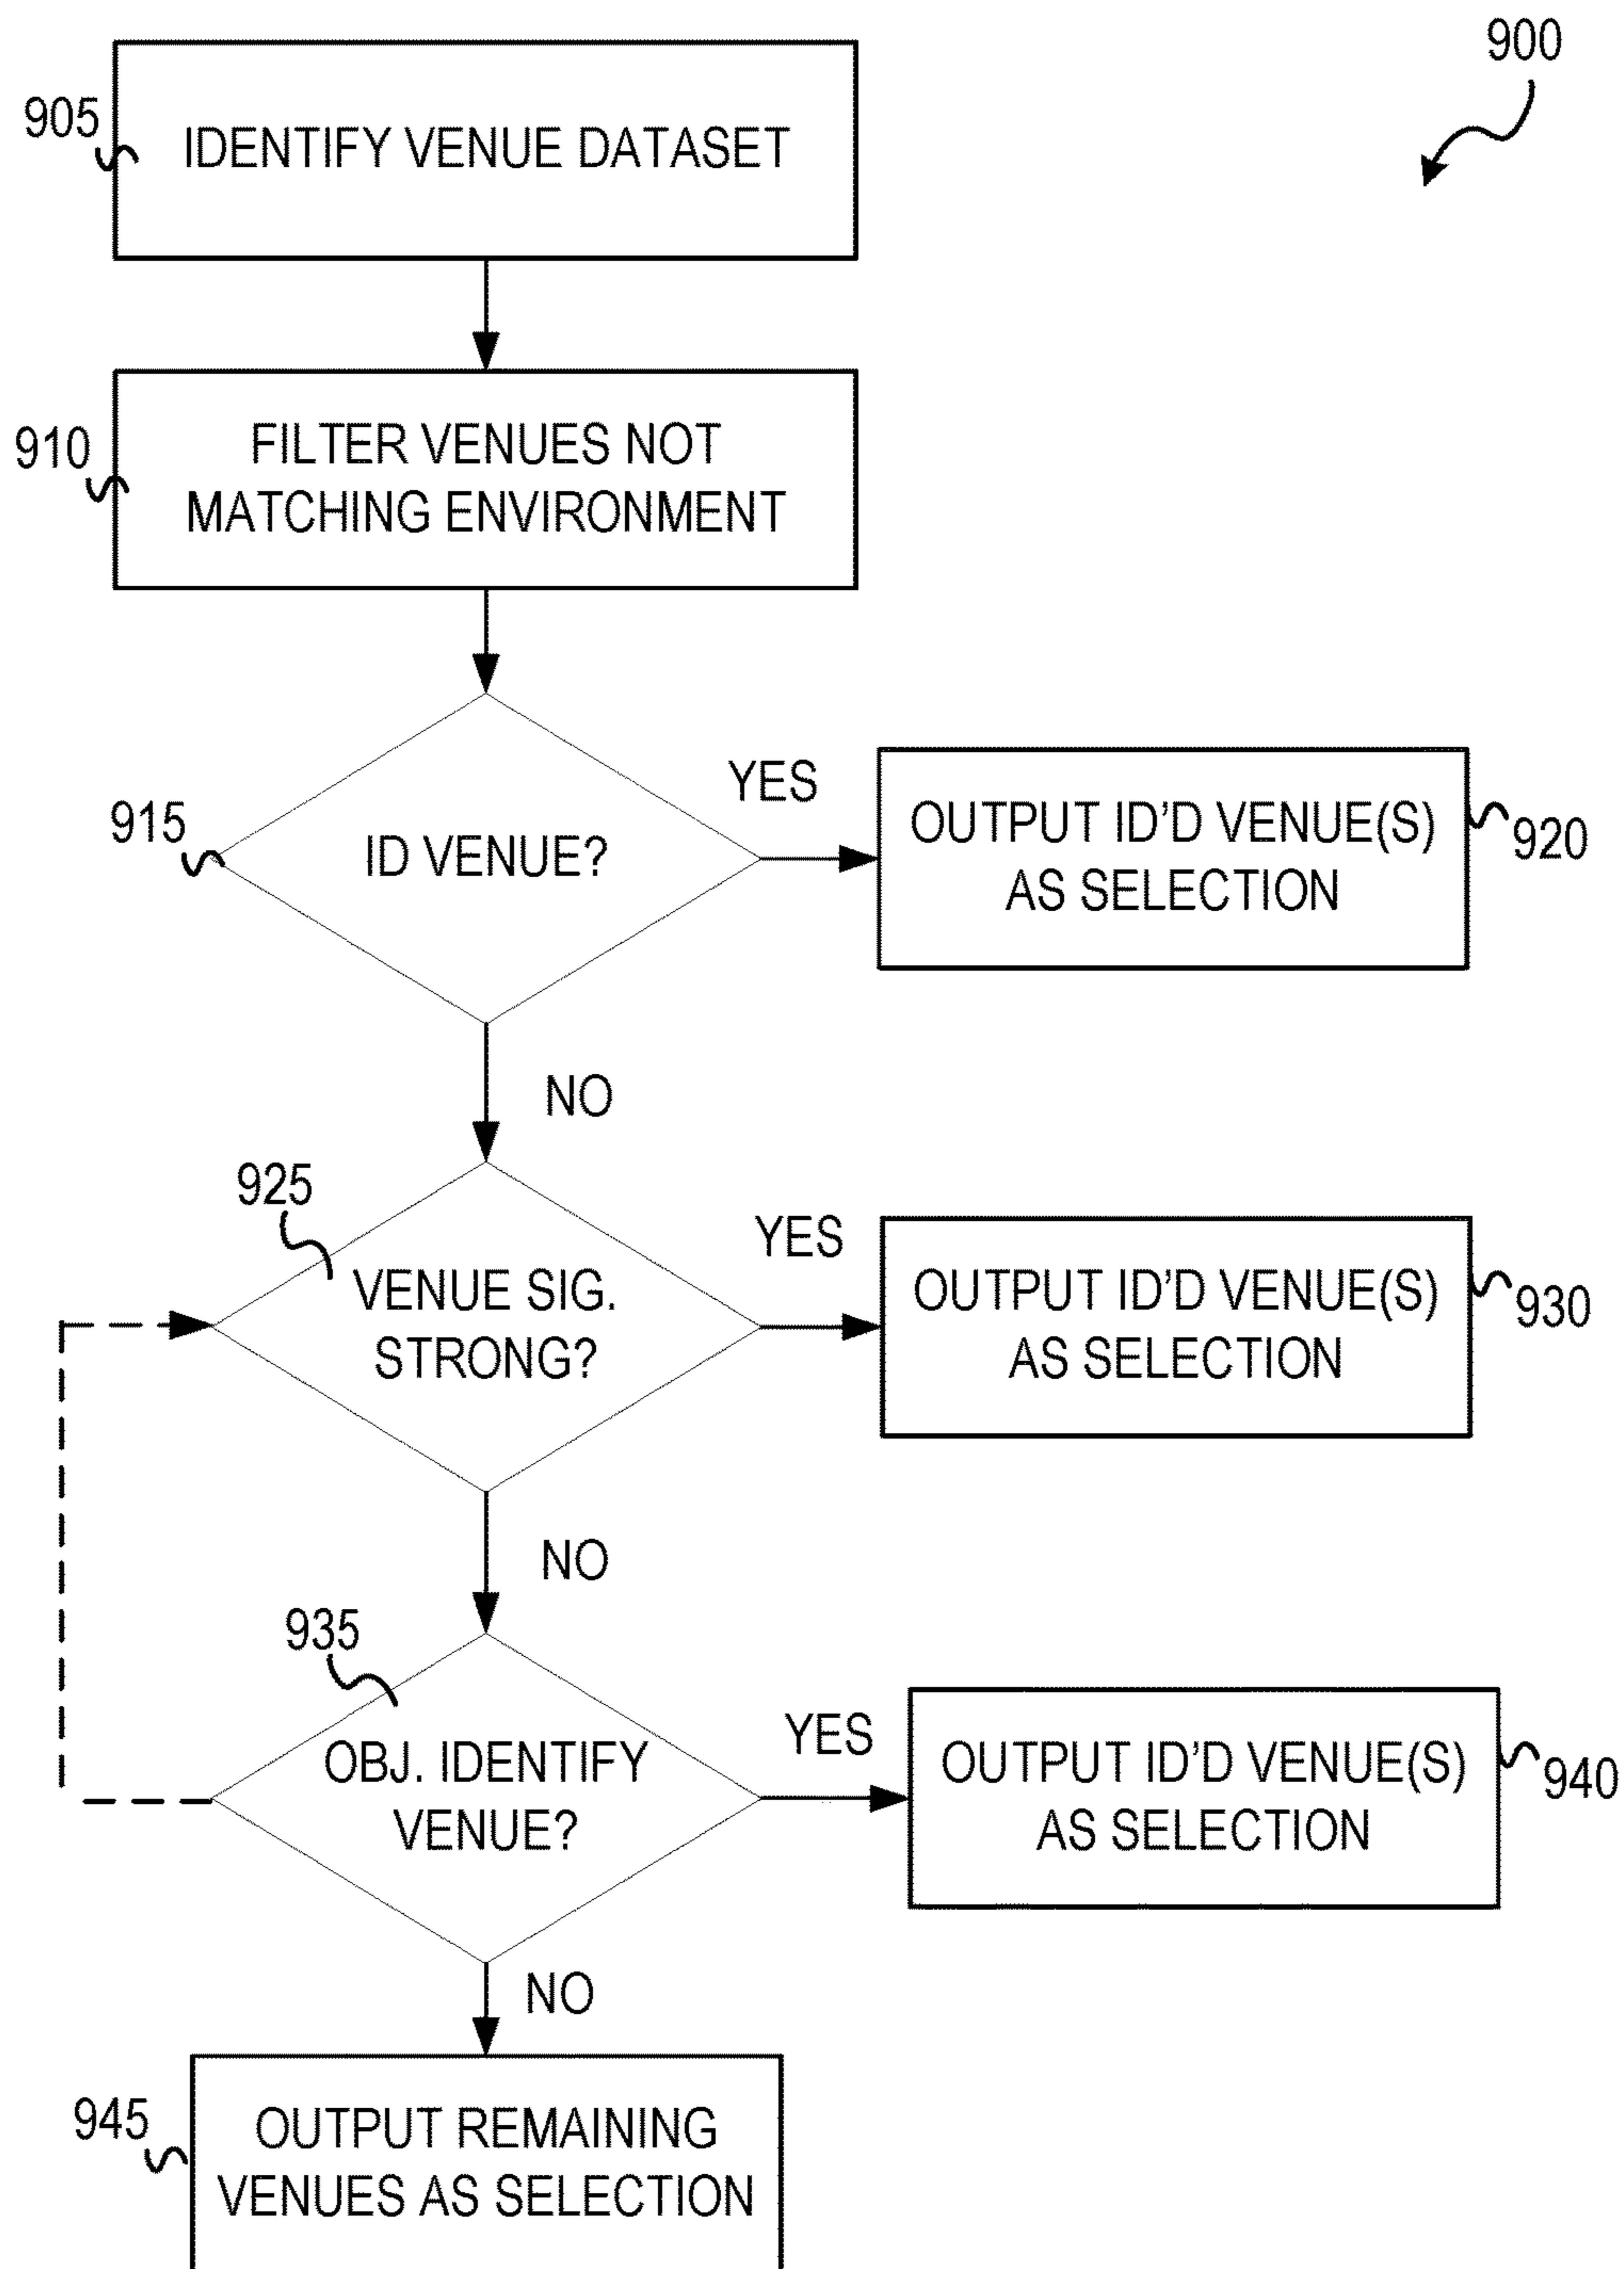 900
905
IDENTIFY VENUE DATASET
910
FILTER VENUES NOT
MATCHING ENVIRONMENT
915
ID VENUE?
YES
OUTPUT ID'D VENUE(S)
AS SELECTION
920
NO
925
VENUE SIG.
STRONG?
YES
OUTPUT ID'D VENUE(S)
AS SELECTION
930
NO
935
OBJ. IDENTIFY
VENUE?
YES
OUTPUT ID'D VENUE(S)
AS SELECTION
940
NO
945
OUTPUT REMAINING
VENUES AS SELECTION